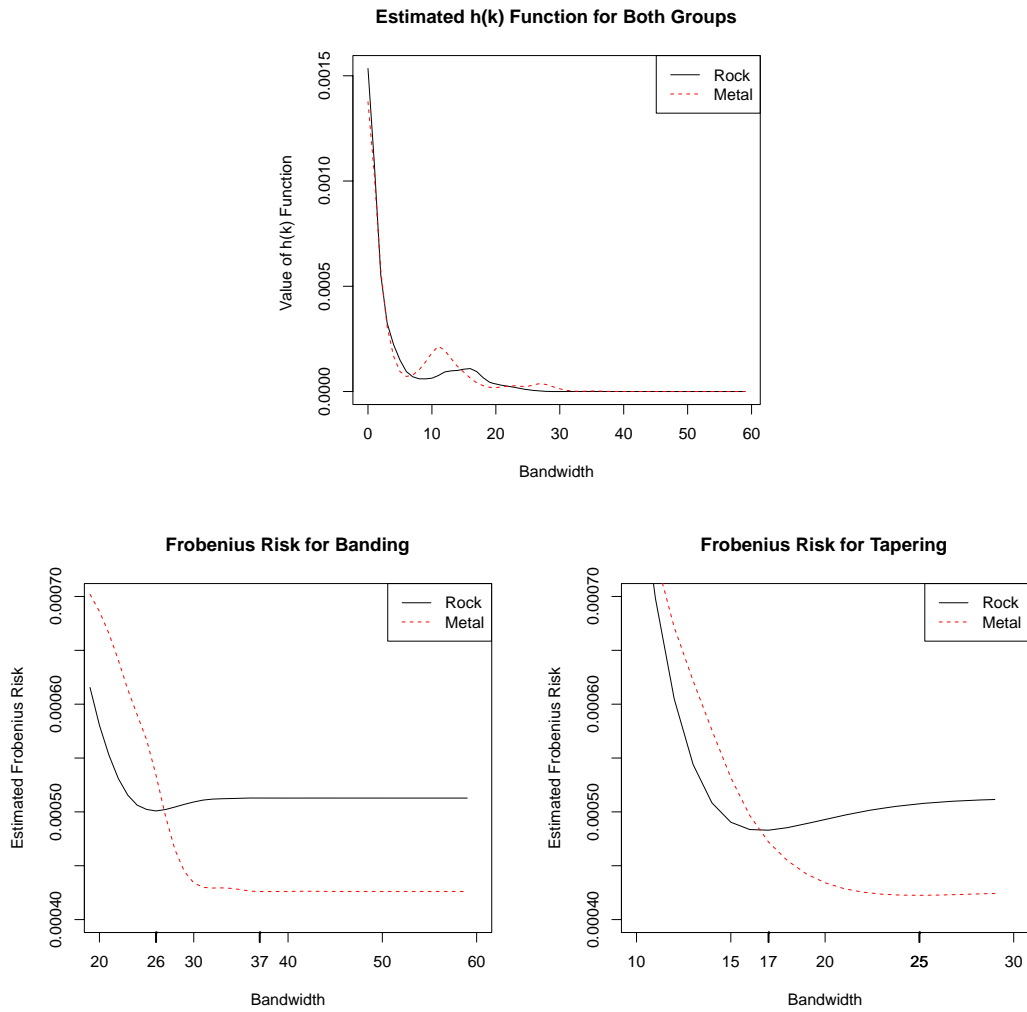 Estimated h(k) Function for Both Groups
Rock
Metal
0.0015
0.0010
0.0005
0.0000
Value of h(k) Function
0 10 20 30 40 50 60
Bandwidth
Frobenius Risk for Banding
Rock
Metal
0.00070
0.00060
0.00050
0.00040
Estimated Frobenius Risk
20 26 30 37 40 50 60
Bandwidth
Frobenius Risk for Tapering
Rock
Metal
0.00070
0.00060
0.00050
0.00040
Estimated Frobenius Risk
10 15 17 20 25 30
Bandwidth